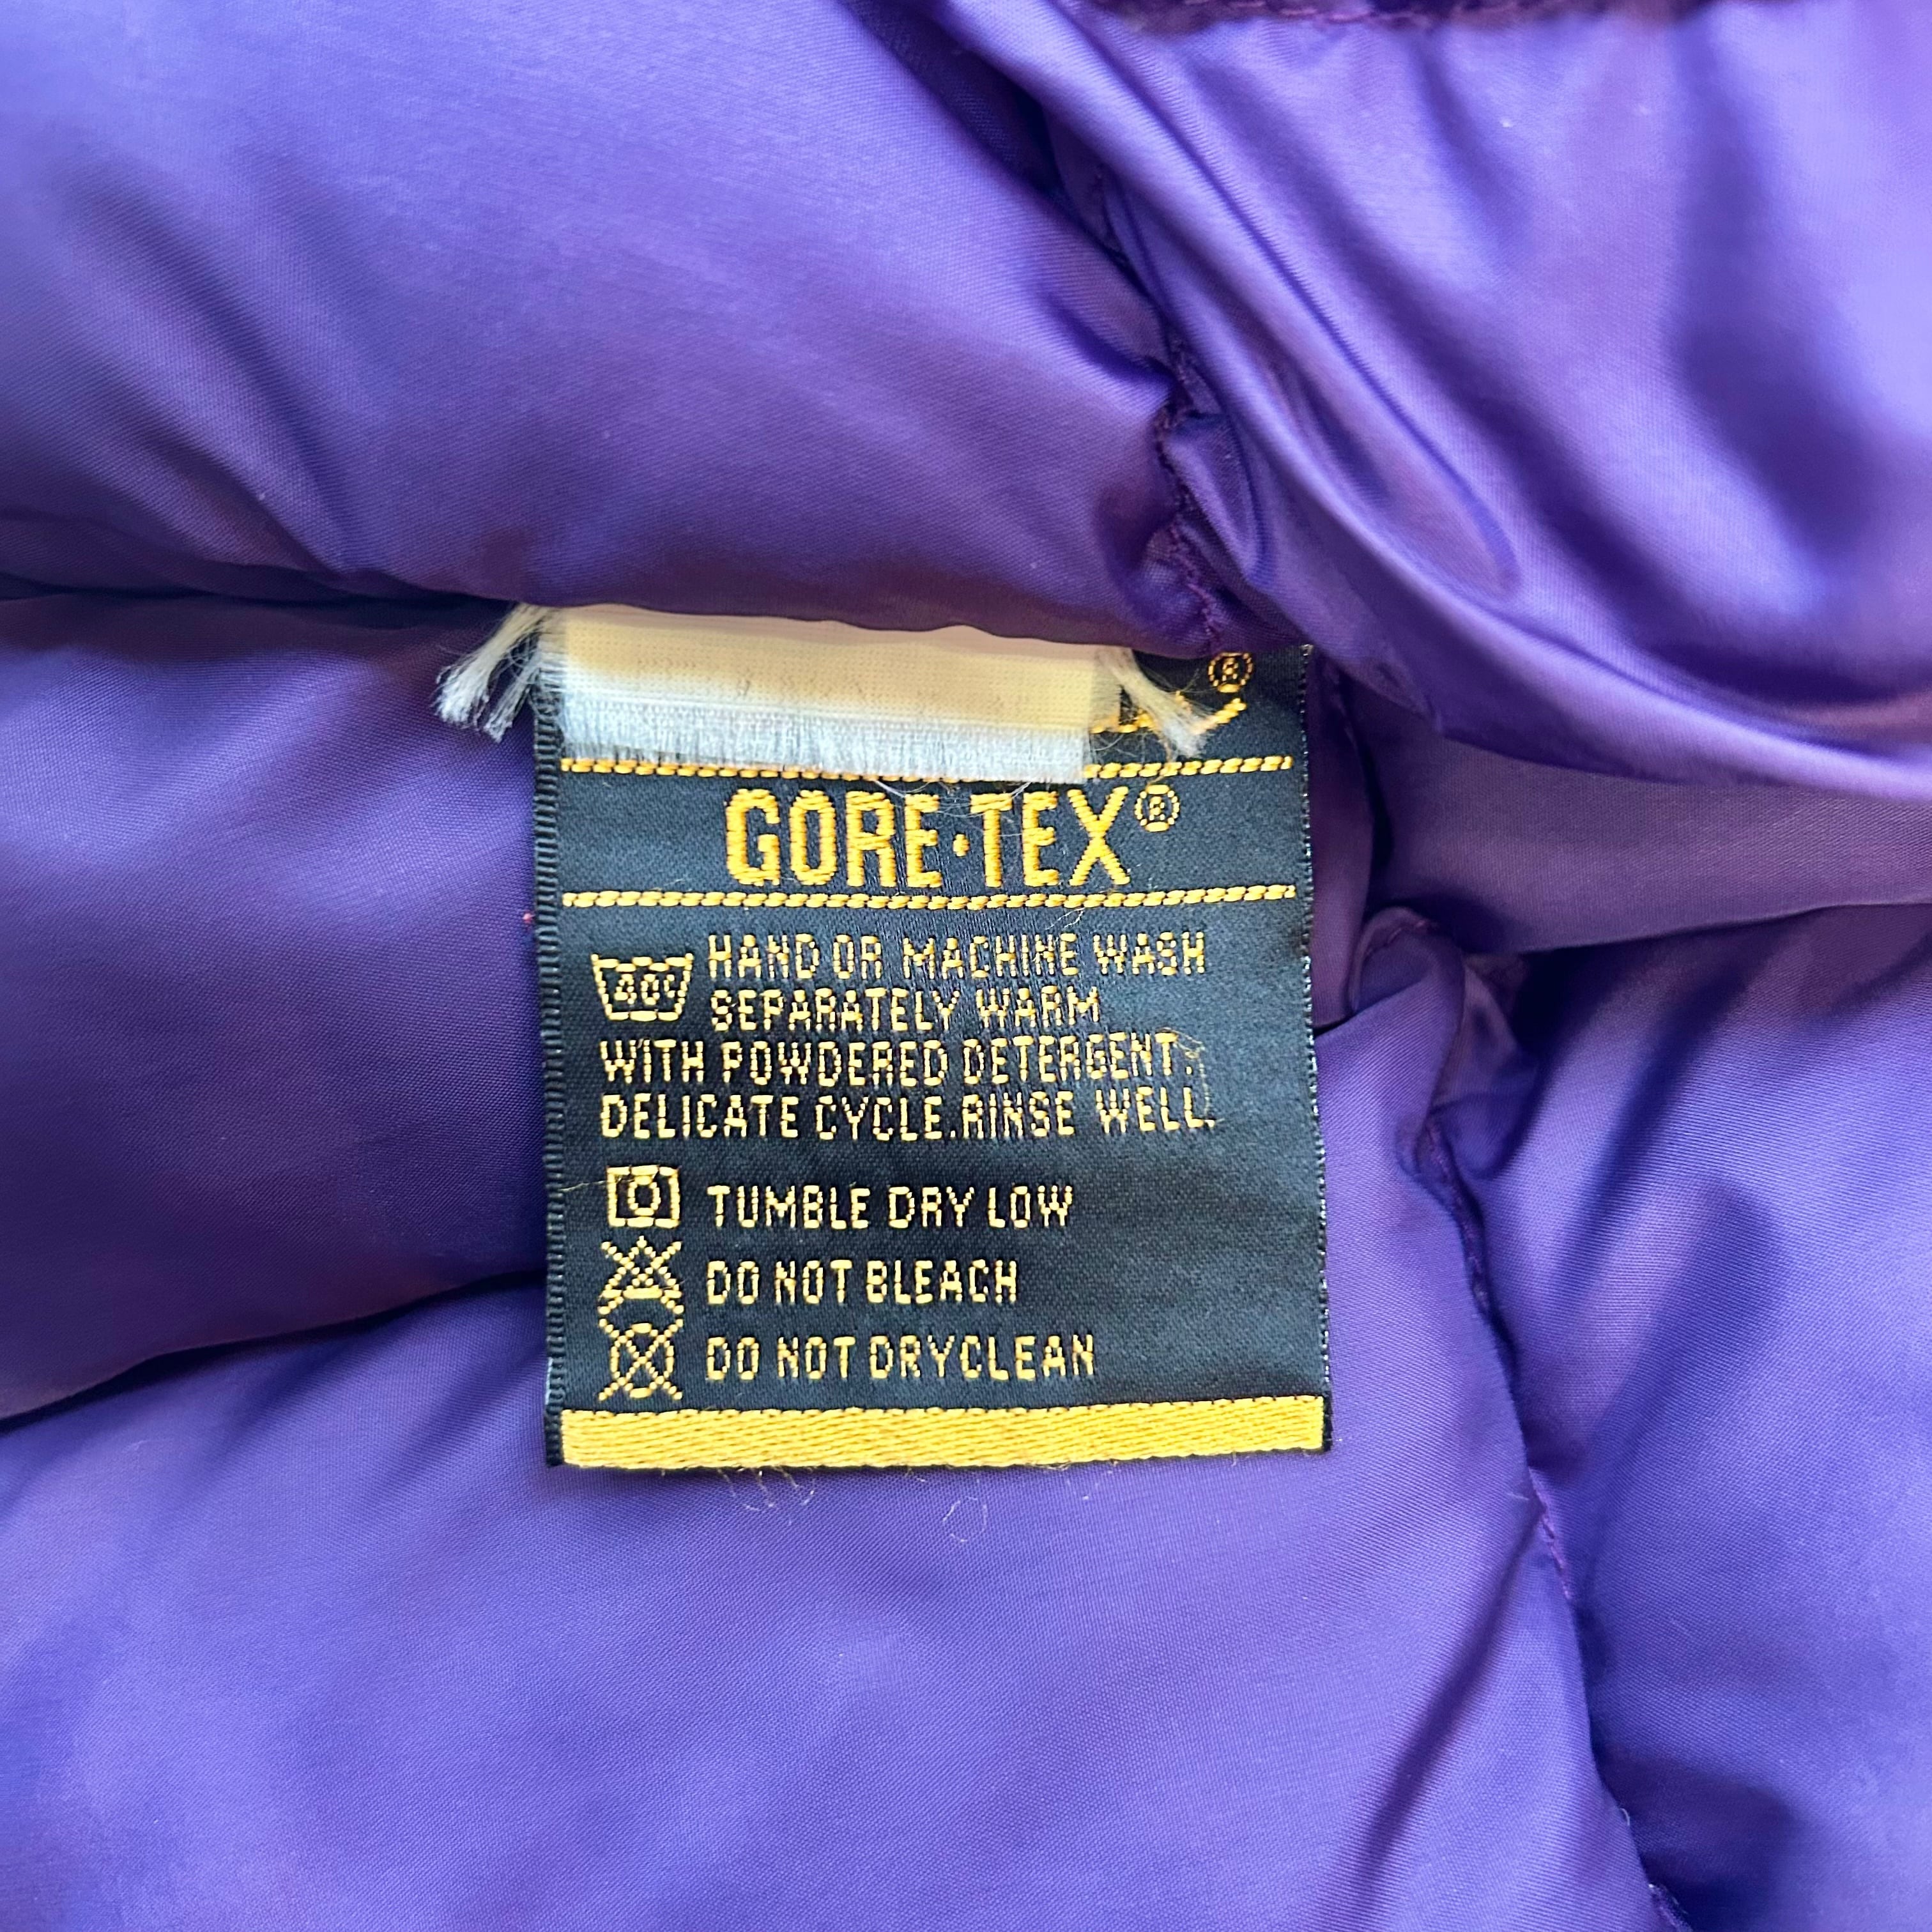 ®
GORE·TEX®
40° HAND OR MACHINE WASH
SEPARATELY WARM
WITH POWDERED DETERGENT.
DELICATE CYCLE.RINSE WELL.
TUMBLE DRY LOW
DO NOT BLEACH
DO NOT DRYCLEAN